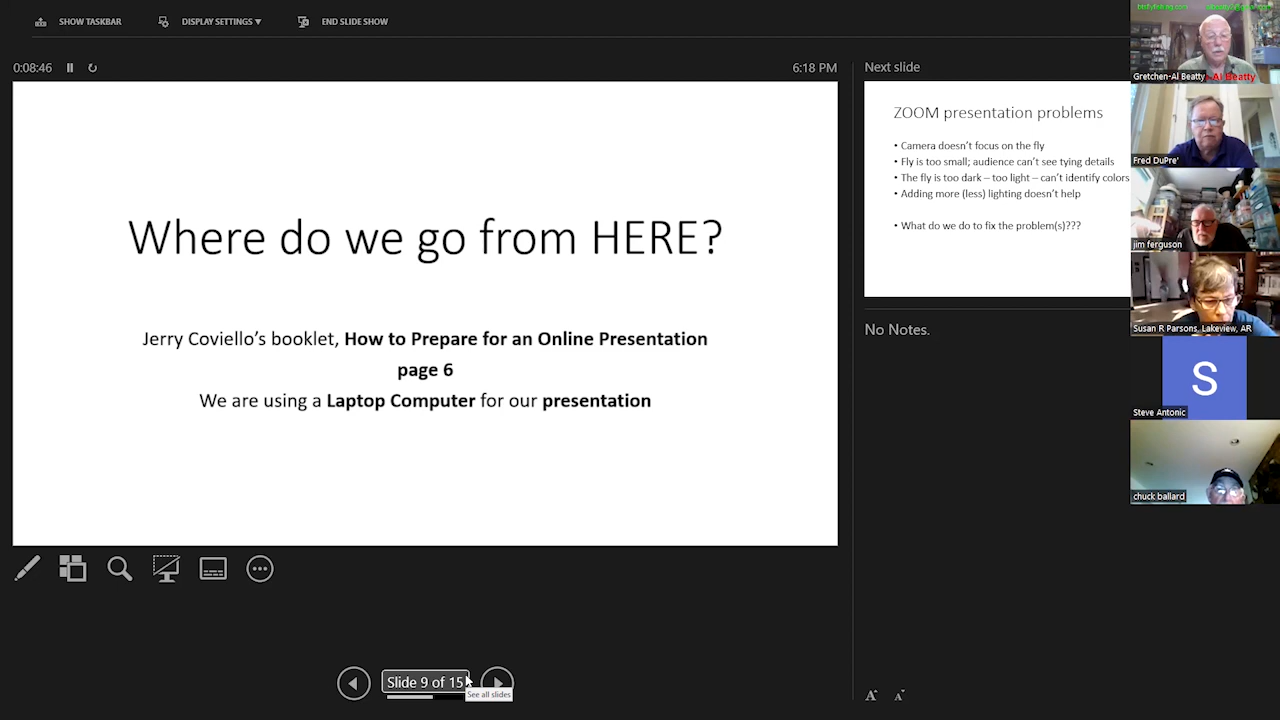 SHOW TASKBAR
DISPLAY SETTINGS
END SLIDE SHOW
0:08:46
6:18 PM
Where do we go from HERE?
Jerry Coviello's booklet, How to Prepare for an Online Presentation
page 6
We are using a Laptop Computer for our presentation
Slide 9 of 15
See all slides
Next slide
ZOOM presentation problems
• Camera doesn't focus on the fly
• Fly is too small; audience can't see tying details
• The fly is too dark – too light – can't identify colors
• Adding more (less) lighting doesn't help
• What do we do to fix the problem(s)???
No Notes.
A A
Gretchen-Al Beatty
Al Beatty
Fred DuPre'
jim ferguson
Susan R Parsons, Lakeview, AR
S
Steve Antonic
chuck ballard